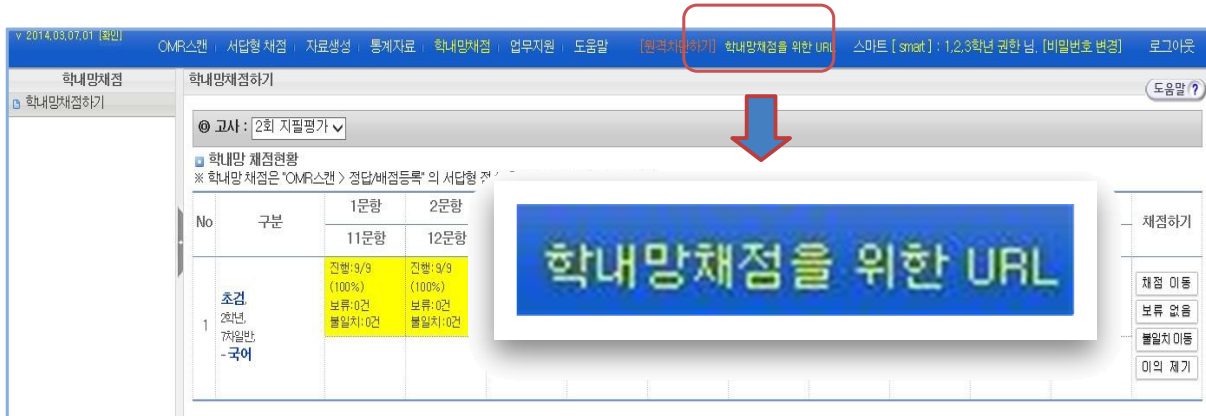 v 2014,03,07,01 [확인]
OMR스캔 서답형 채점 자료생성 통계자료 학내망채점 업무지원 도움말 [원격차단하기] 학내망채점을 위한 URL 스마트 [ smart ] : 1,2,3학년 권한 님, [비밀번호 변경] 로그아웃
학내망채점
학내망채점하기
학내망채점하기
도움말 ?
◎ 고사 : 2회 지필평가
학내망 채점현황
※ 학내망 채점은 "OMR스캔 > 정답/배점등록" 의 서답형
No 구분 1문항 2문항 채점하기
11문항 12문항
1
초검,
2학년,
7차일반,
- 국어
진행:9/9
(100%)
보류:0건
불일치:0건
진행:9/9
(100%)
보류:0건
불일치:0건
채점 이동
보류 없음
불일치 이동
이의 제기
학내망채점을 위한 URL